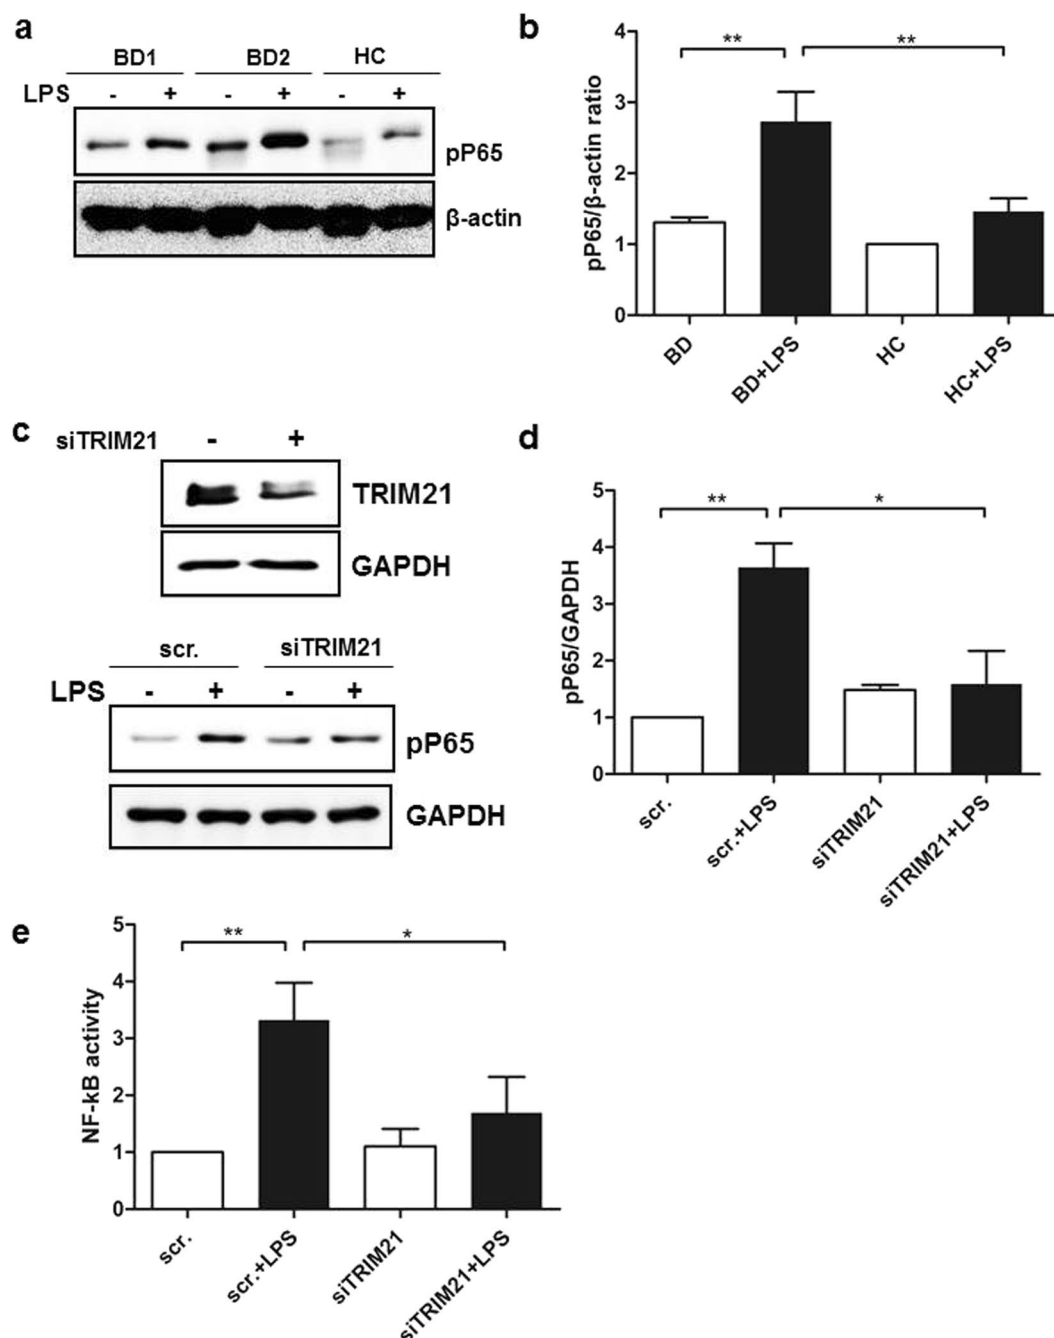 a
BD1 BD2 HC
LPS - + - + - +
pP65
β-actin
b
pP65/β-actin ratio
4
3
2
1
0
** **
BD BD+LPS HC HC+LPS
c
siTRIM21 - +
TRIM21
GAPDH
scr. siTRIM21
LPS - + - +
pP65
GAPDH
d
pP65/GAPDH
5
4
3
2
1
0
** *
scr. scr.+LPS siTRIM21 siTRIM21+LPS
e
NF-kB activity
5
4
3
2
1
0
** *
scr. scr.+LPS siTRIM21 siTRIM21+LPS